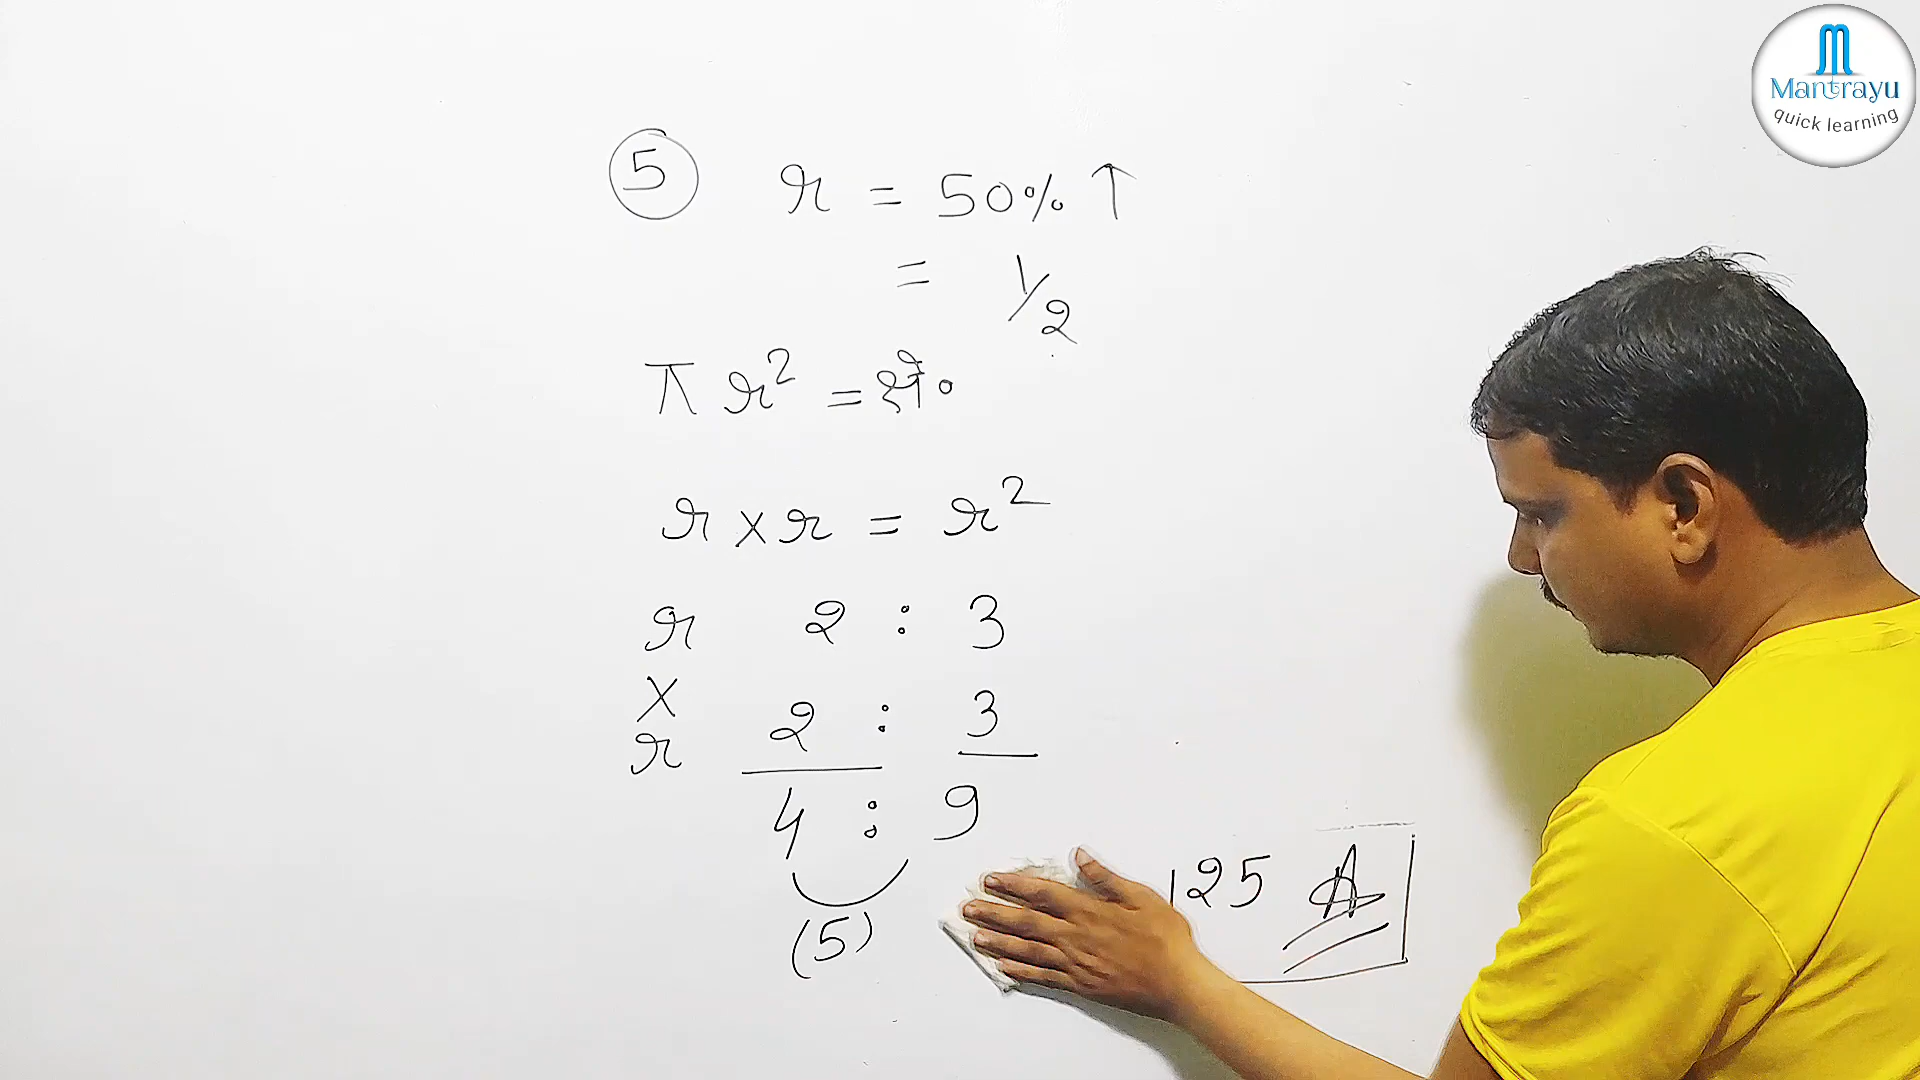 Mantrayu
quick learning
5 r = 50% ↑
= 1/2
π r² = क्षे०
r × r = r²
r 2 : 3
×
r 2 : 3
4 : 9
(5)
125 A